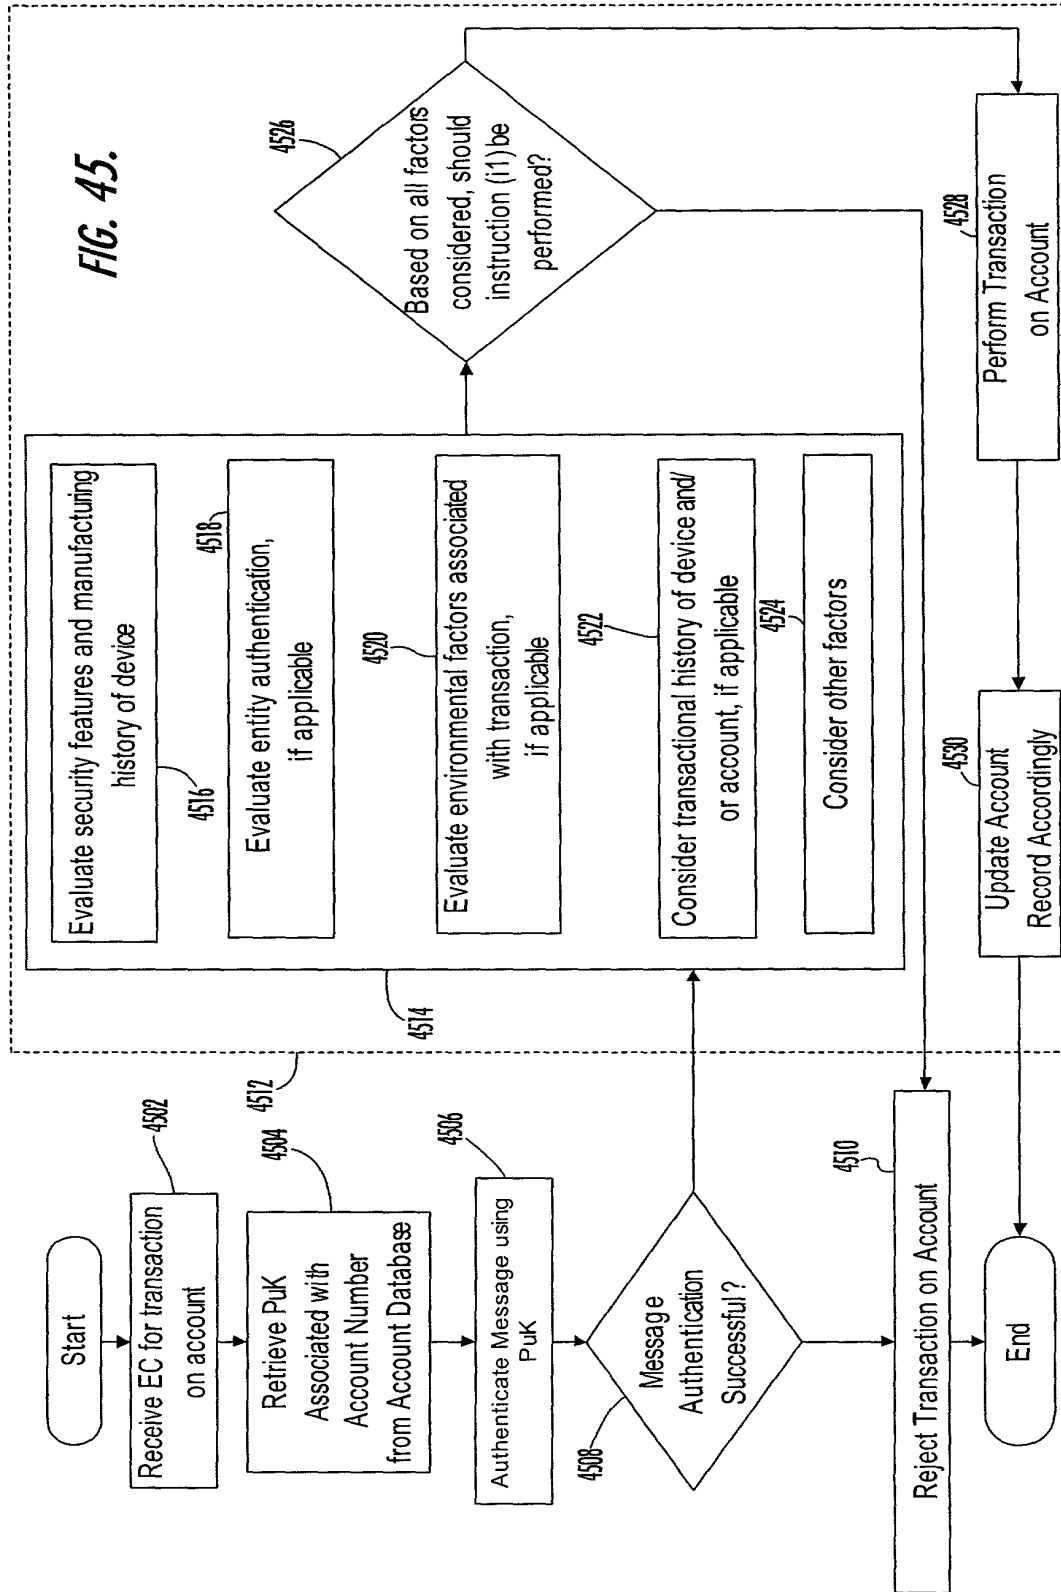 FIG. 45.
Start
4502
Receive EC for transaction
on account
4504
Retrieve PuK
Associated with
Account Number
from Account Database
4506
Authenticate Message using
PuK
4508
Message
Authentication
Successful?
4510
Reject Transaction on Account
End
4512
4514
Evaluate security features and manufacturing
history of device
4516
4518
Evaluate entity authentication,
if applicable
4520
Evaluate environmental factors associated
with transaction,
if applicable
4522
Consider transactional history of device and/
or account, if applicable
4524
Consider other factors
4526
Based on all factors
considered, should
instruction (i1) be
performed?
4528
Perform Transaction
on Account
4530
Update Account
Record Accordingly